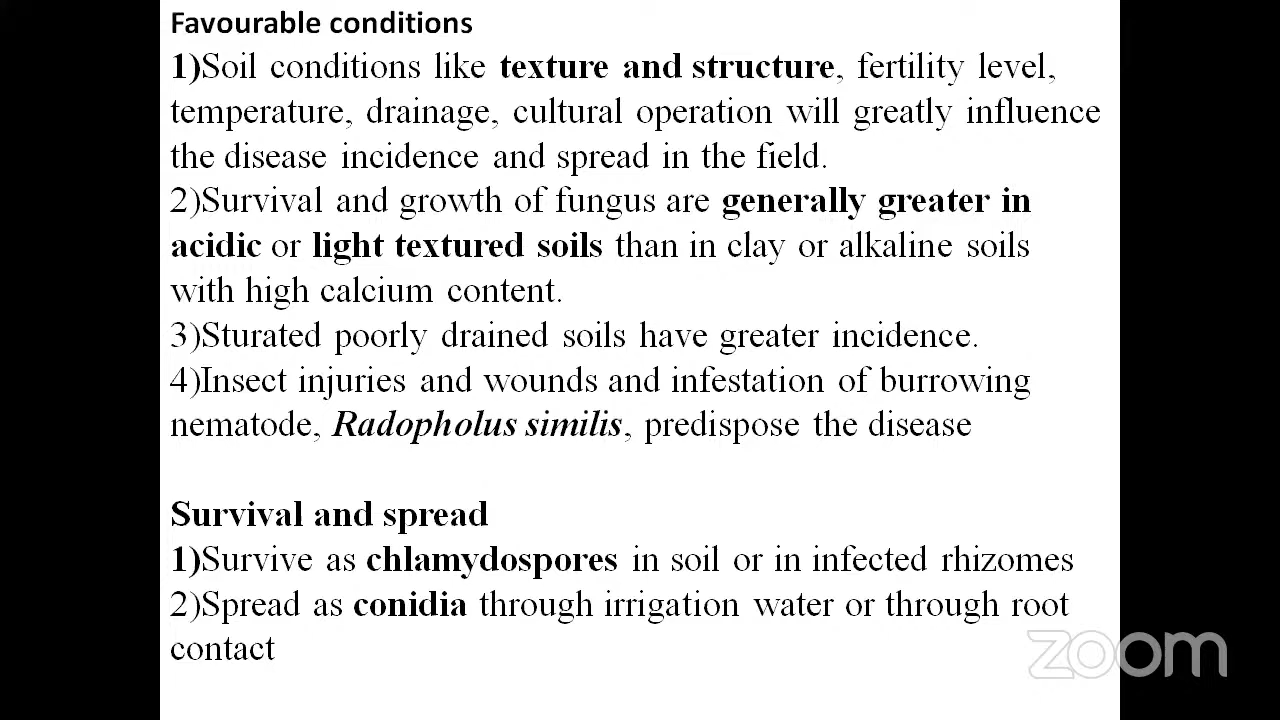 Favourable conditions
1)Soil conditions like texture and structure, fertility level,
temperature, drainage, cultural operation will greatly influence
the disease incidence and spread in the field.
2)Survival and growth of fungus are generally greater in
acidic or light textured soils than in clay or alkaline soils
with high calcium content.
3)Sturated poorly drained soils have greater incidence.
4)Insect injuries and wounds and infestation of burrowing
nematode, Radopholus similis, predispose the disease
Survival and spread
1)Survive as chlamydospores in soil or in infected rhizomes
2)Spread as conidia through irrigation water or through root
contact
zoom